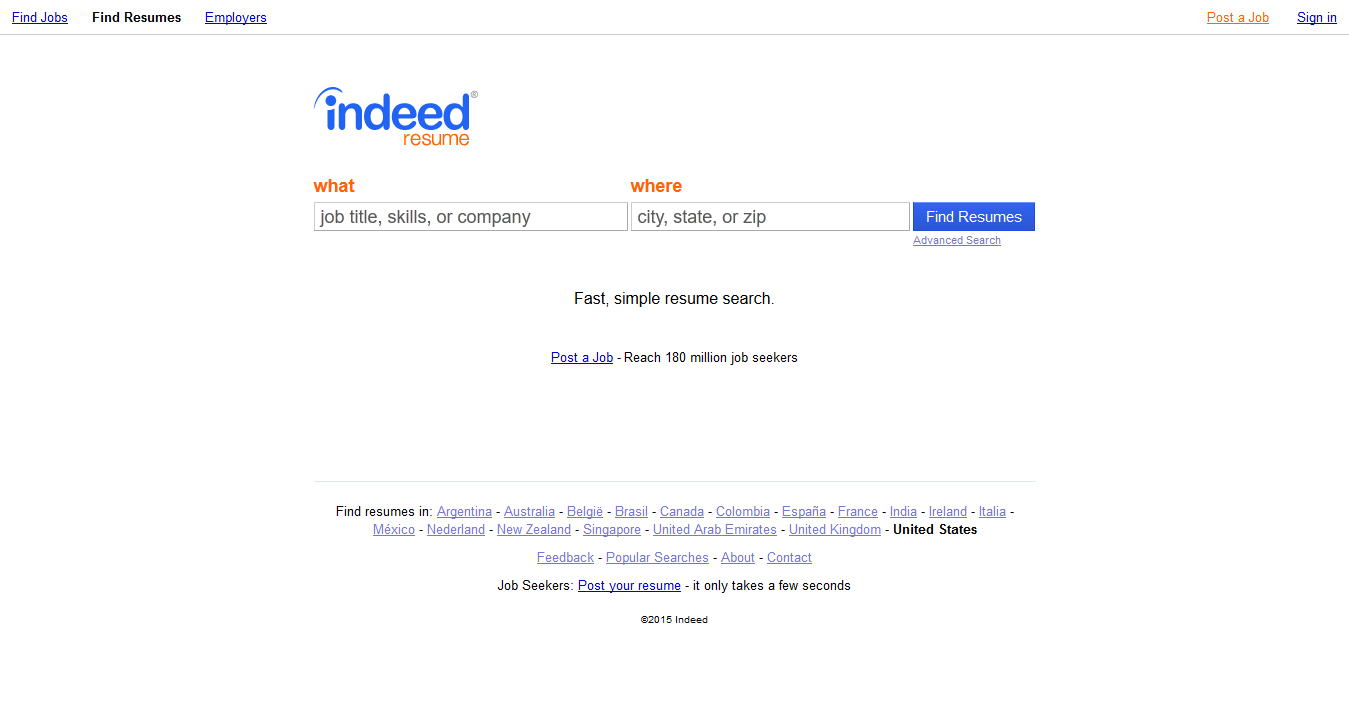 Find Jobs Find Resumes Employers Post a Job Sign in
indeed®
resume
what where
job title, skills, or company city, state, or zip Find Resumes
Advanced Search
Fast, simple resume search.
Post a Job - Reach 180 million job seekers
Find resumes in: Argentina - Australia - België - Brasil - Canada - Colombia - España - France - India - Ireland - Italia -
México - Nederland - New Zealand - Singapore - United Arab Emirates - United Kingdom - United States
Feedback - Popular Searches - About - Contact
Job Seekers: Post your resume - it only takes a few seconds
©2015 Indeed